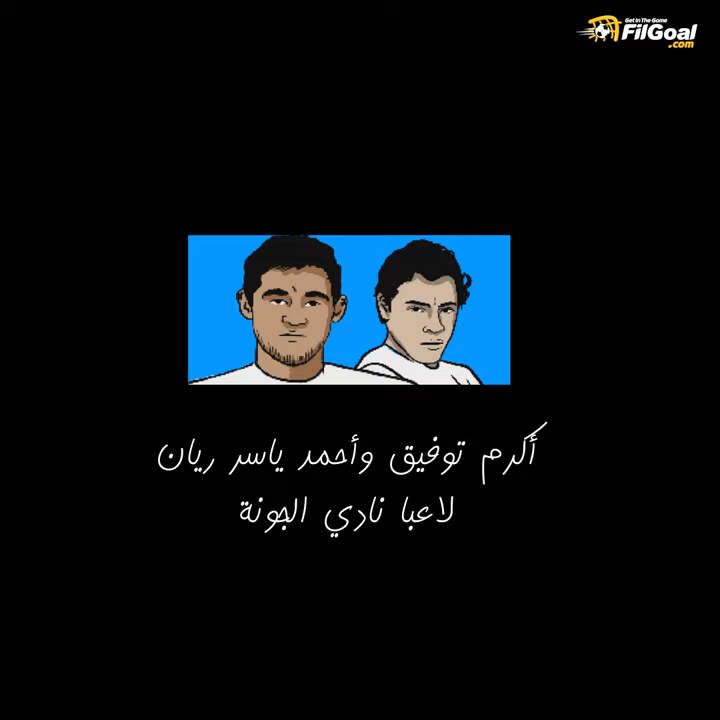 Get In The Game
FilGoal
.com
أكرم توفيق وأحمد ياسر ريان
لاعبا نادي الجونة